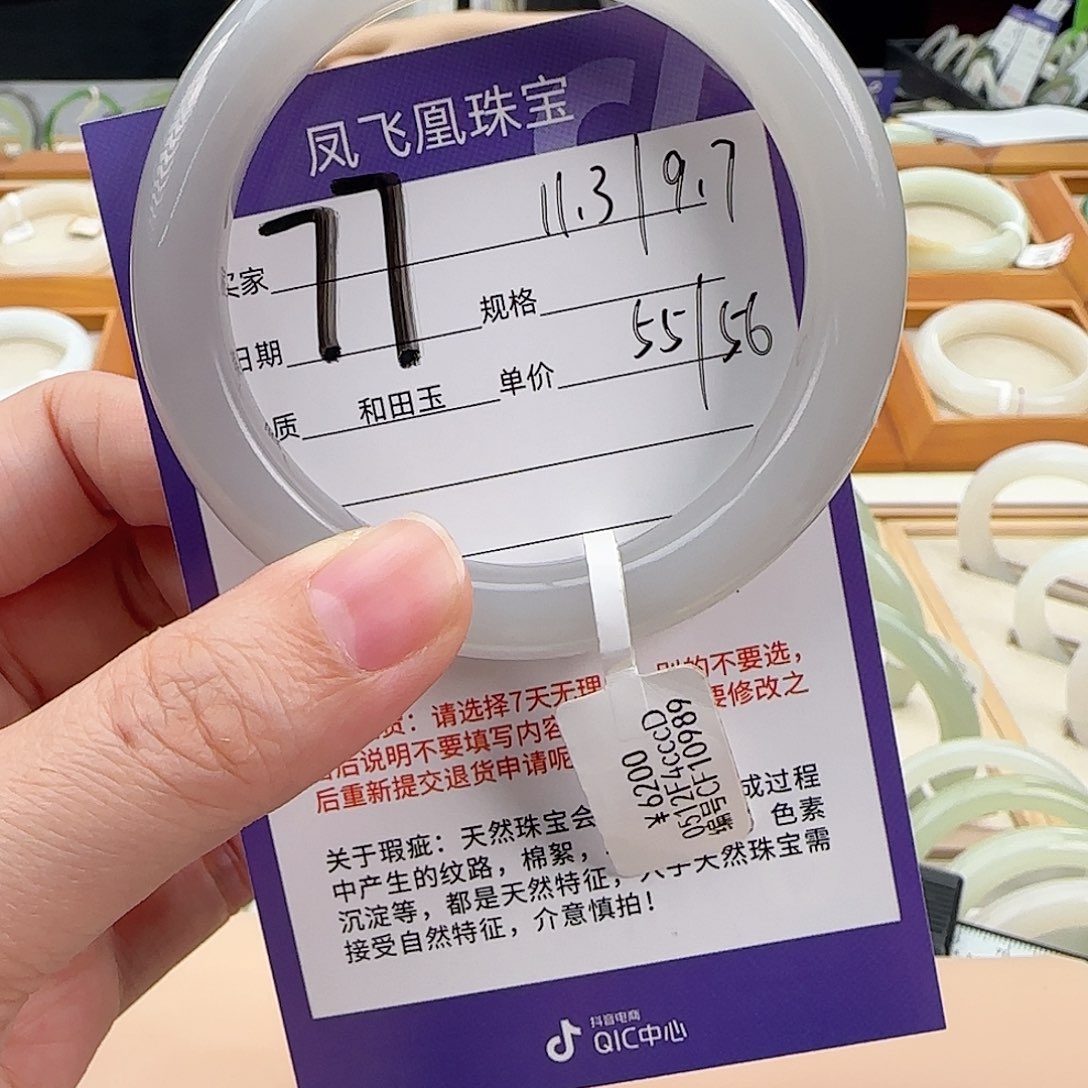 凤飞凰珠宝
77
11.3 | 9.7
买家
日期 规格
55 | 56
质 和田玉 单价
请选择7天无理 的不要选，
后说明不要填写内容 要修改之
后重新提交退货申请呢
关于瑕疵：天然珠宝会 成过程
中产生的纹路，棉絮， 色素
沉淀等，都是天然特征， 天然珠宝需
接受自然特征，介意慎拍！
¥6200
0512F4cccD
编号CF10989
抖音电商
QIC中心